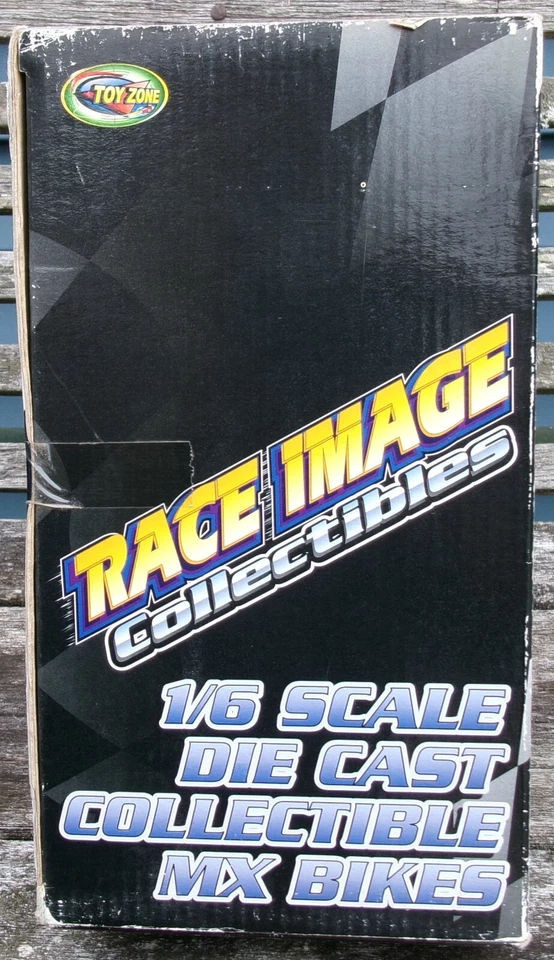 TOY ZONE
RACE IMAGE
Collectibles
1/6 SCALE
DIE CAST
COLLECTIBLE
MX BIKES